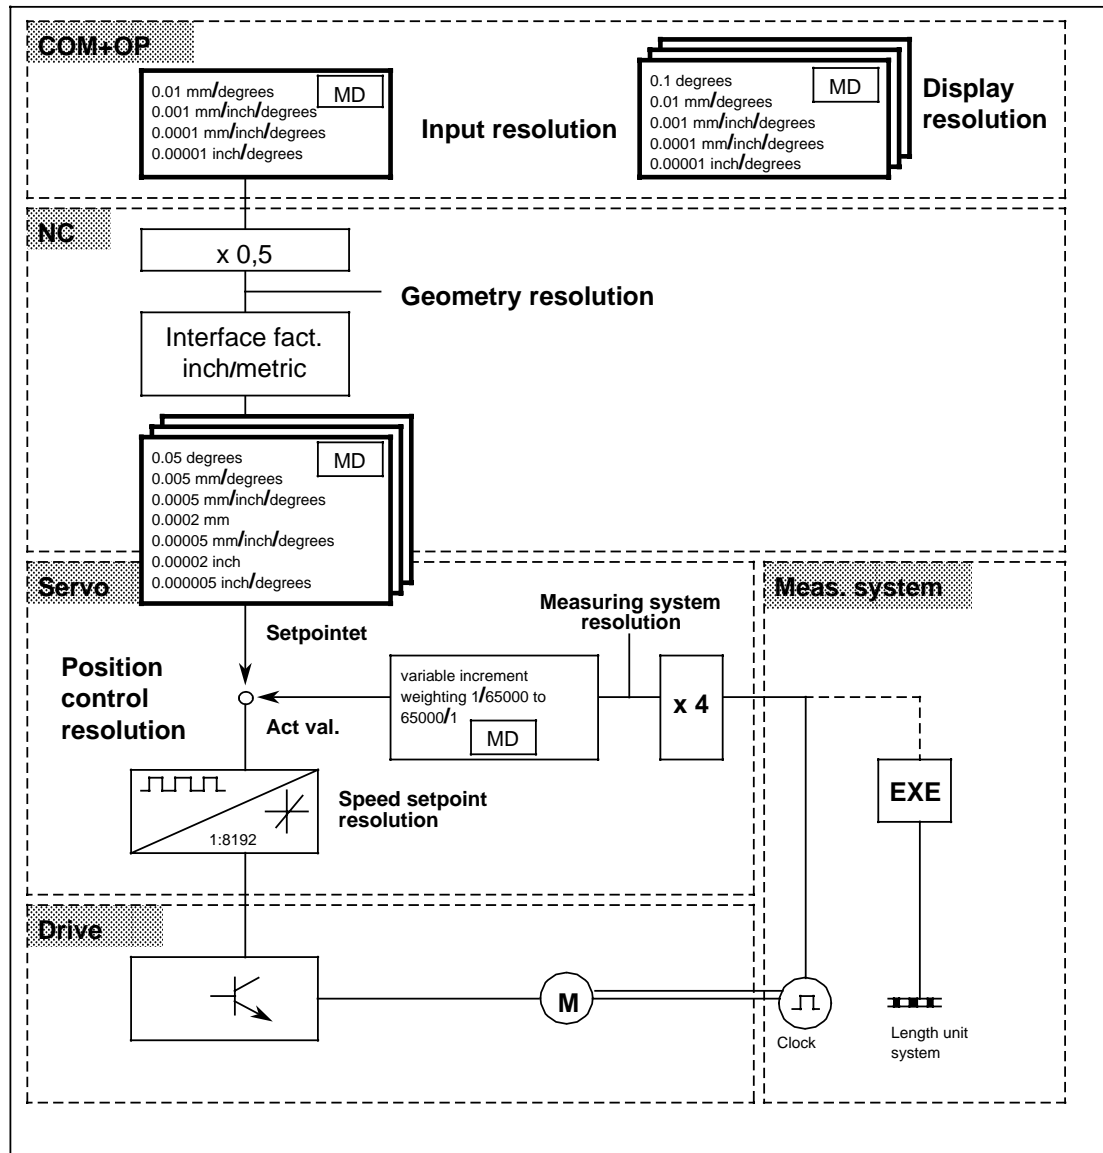 COM+OP
0.01 mm/degrees
0.001 mm/inch/degrees
0.0001 mm/inch/degrees
0.00001 inch/degrees
MD
Input resolution
0.1 degrees
0.01 mm/degrees
0.001 mm/degrees
0.0001 mm/inch/degrees
0.00001 inch/degrees
MD
Display
resolution
NC
x 0,5
Geometry resolution
Interface fact.
inch/metric
0.05 degrees
0.005 mm/degrees
0.0005 mm/inch/degrees
0.0002 mm
0.00005 mm/inch/degrees
0.00002 inch
0.000005 inch/degrees
MD
Servo
Setpointet
Position
control
resolution
Act val.
Measuring system
resolution
variable increment
weighting 1/65000 to
65000/1
MD
x 4
Meas. system
EXE
1:8192
Speed setpoint
resolution
Drive
M
Clock
Length unit
system